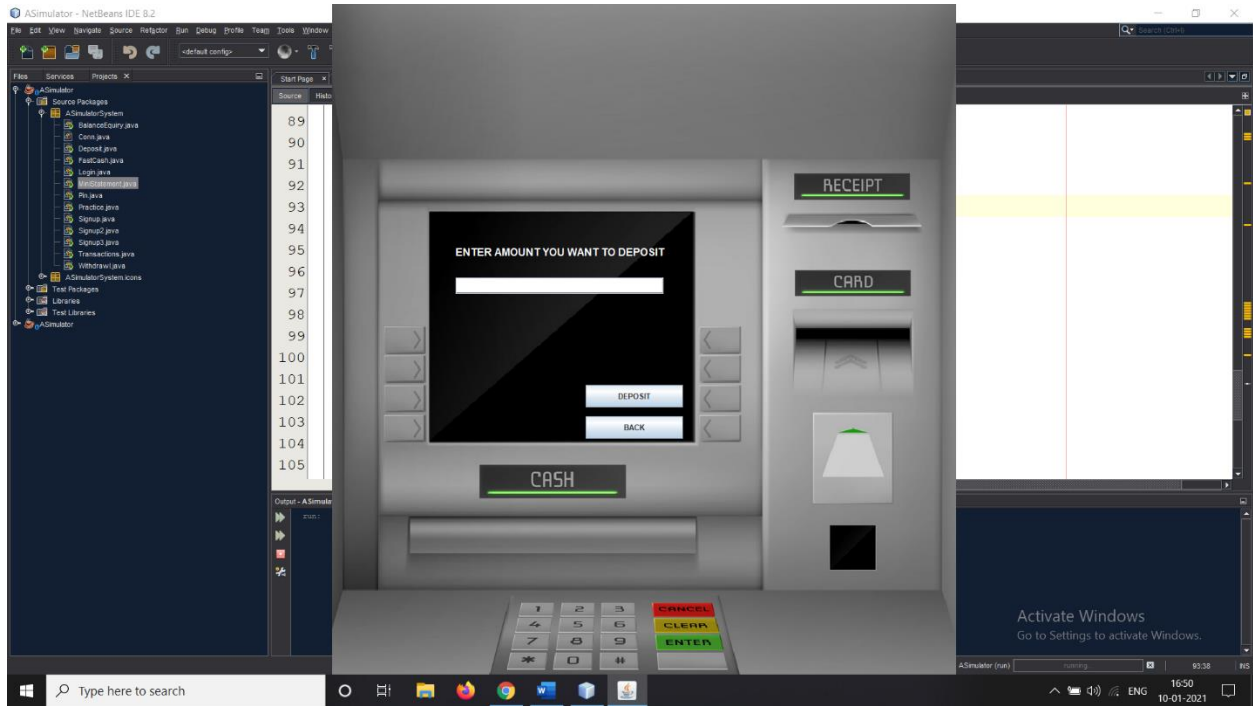 ASimulator - NetBeans IDE 8.2
File Edit View Navigate Source Refactor Run Debug Profile Team Tools Window
Search (Ctrl+I)
<default config>
Files Services Projects
Start Page
Source Histo
ASimulator
Source Packages
ASimulatorSystem
BalanceEquiry.java
Conn.java
Deposit.java
FastCash.java
Login.java
MiniStatement.java
Pin.java
Practice.java
Signup.java
Signup2.java
Signup3.java
Transactions.java
Withdrawl.java
ASimulatorSystem.icons
Test Packages
Libraries
Test Libraries
ASimulator
89
90
91
92
93
94
95
96
97
98
99
100
101
102
103
104
105
RECEIPT
ENTER AMOUNT YOU WANT TO DEPOSIT
CARD
DEPOSIT
BACK
CASH
Output - ASimula
run:
1 2 3 CANCEL
4 5 6 CLEAR
7 8 9 ENTER
* 0 #
Activate Windows
Go to Settings to activate Windows.
ASimulator (run) running... 93:38 INS
Type here to search
ENG
16:50
10-01-2021